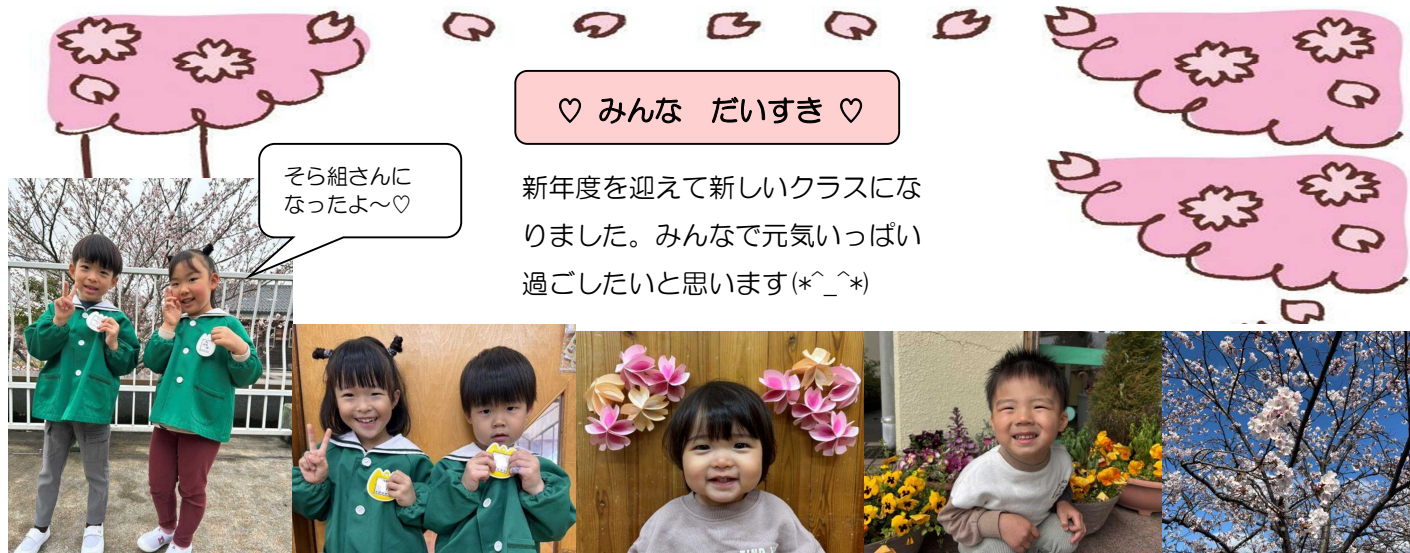 ♡ みんな　だいすき ♡
そら組さんに
なったよ～♡
新年度を迎えて新しいクラスにな
りました。みんなで元気いっぱい
過ごしたいと思います(*^_^*)